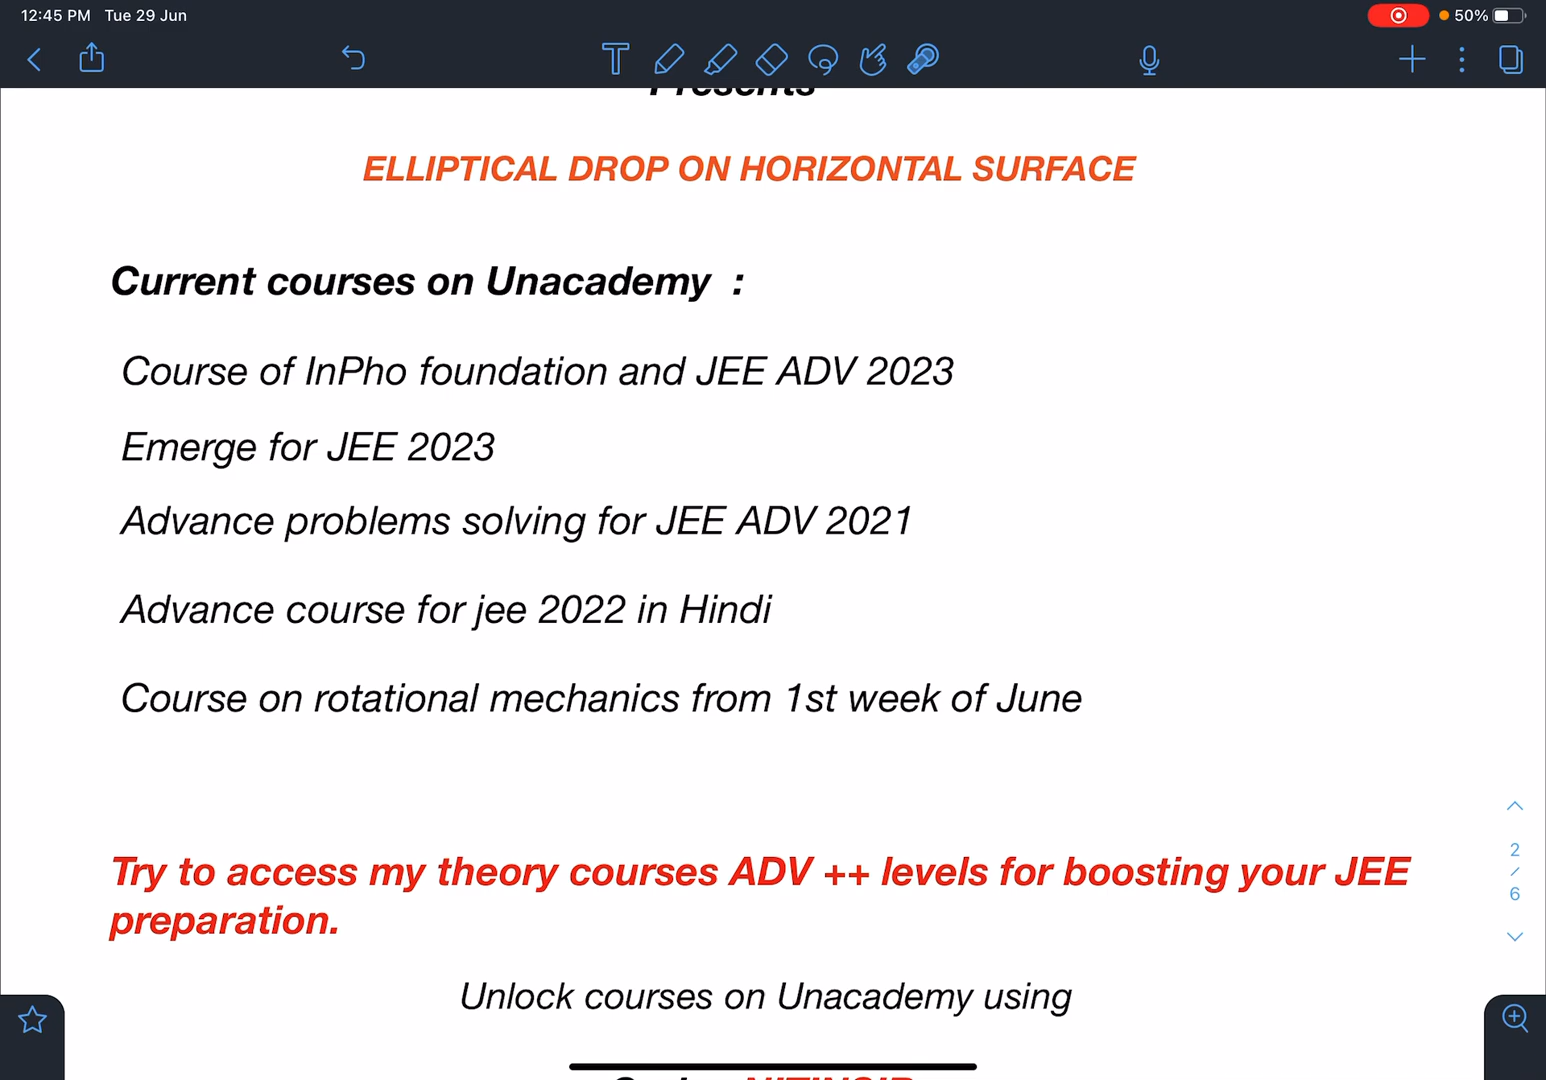 12:45 PM Tue 29 Jun
50%
Presents
ELLIPTICAL DROP ON HORIZONTAL SURFACE
Current courses on Unacademy :
Course of InPho foundation and JEE ADV 2023
Emerge for JEE 2023
Advance problems solving for JEE ADV 2021
Advance course for jee 2022 in Hindi
Course on rotational mechanics from 1st week of June
2
/
6
Try to access my theory courses ADV ++ levels for boosting your JEE
preparation.
Unlock courses on Unacademy using